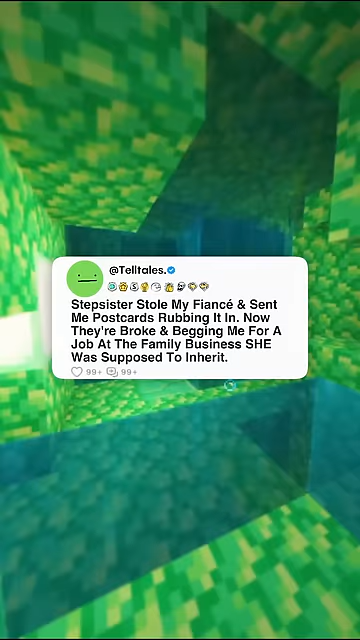 @Telltales.
Stepsister Stole My Fiancé & Sent
Me Postcards Rubbing It In. Now
They're Broke & Begging Me For A
Job At The Family Business SHE
Was Supposed To Inherit.
99+ 99+